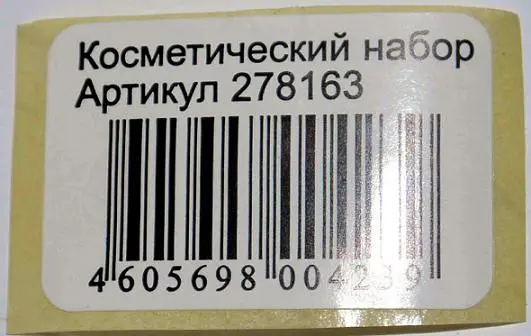 Косметический набор
Артикул 278163
4 605698 004239